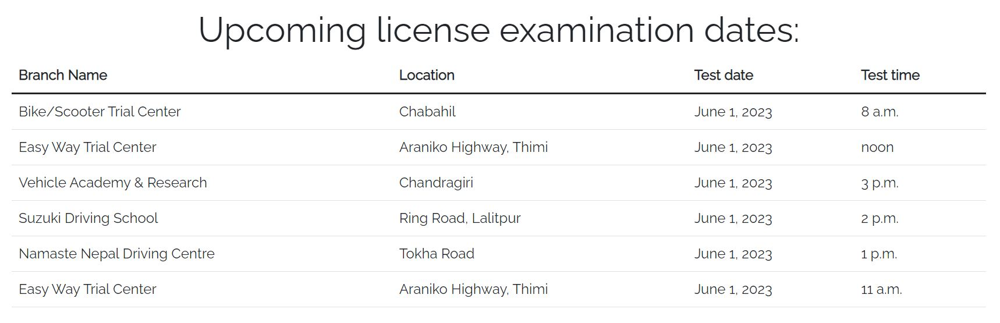 Upcoming license examination dates:
Branch Name Location Test date Test time
Bike/Scooter Trial Center Chabahil June 1, 2023 8 a.m.
Easy Way Trial Center Araniko Highway, Thimi June 1, 2023 noon
Vehicle Academy & Research Chandragiri June 1, 2023 3 p.m.
Suzuki Driving School Ring Road, Lalitpur June 1, 2023 2 p.m.
Namaste Nepal Driving Centre Tokha Road June 1, 2023 1 p.m.
Easy Way Trial Center Araniko Highway, Thimi June 1, 2023 11 a.m.